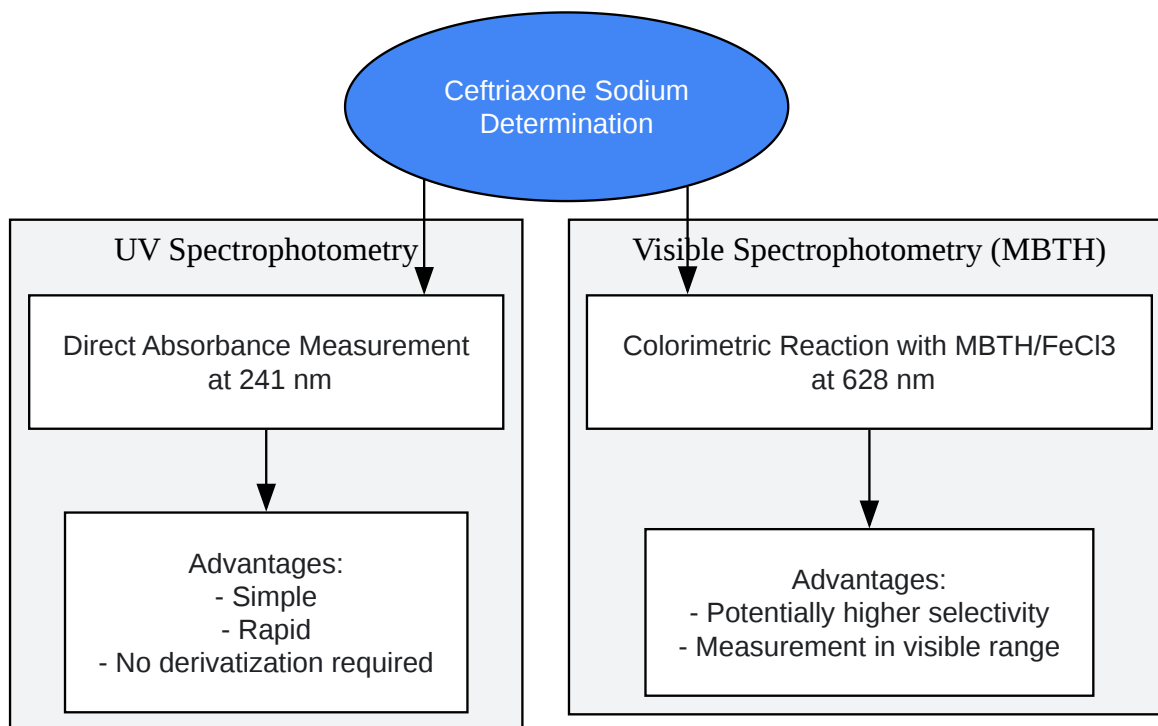 Ceftriaxone Sodium
Determination
UV Spectrophotometry
Direct Absorbance Measurement
at 241 nm
Advantages:
- Simple
- Rapid
- No derivatization required
Visible Spectrophotometry (MBTH)
Colorimetric Reaction with MBTH/FeCl3
at 628 nm
Advantages:
- Potentially higher selectivity
- Measurement in visible range